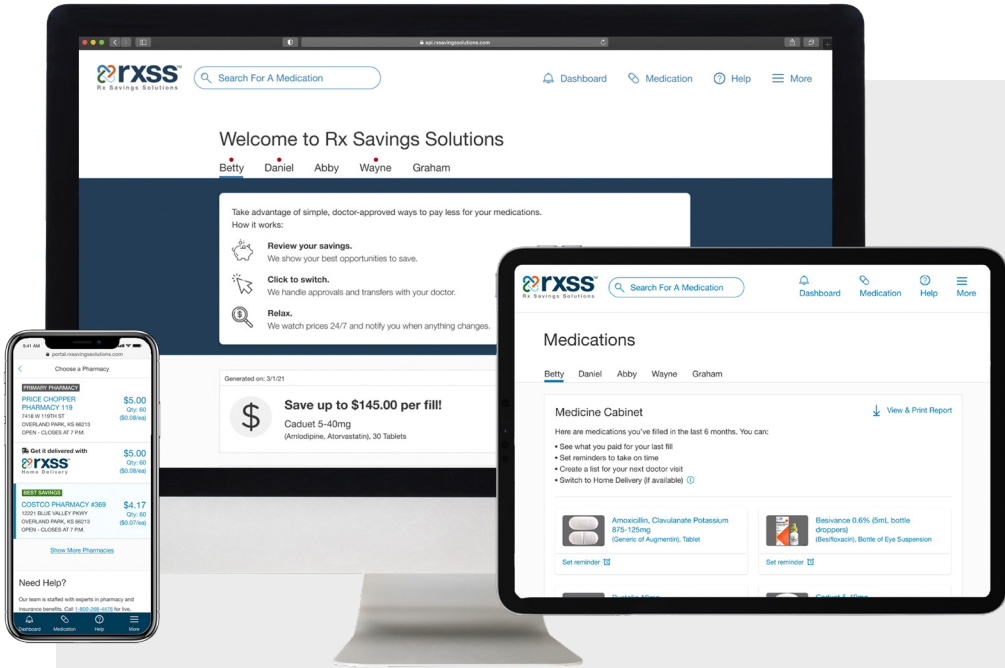 api.rxsavingssolutions.com
rxss™
Rx Savings Solutions
Search For A Medication
Dashboard
Medication
Help
More
Welcome to Rx Savings Solutions
Betty Daniel Abby Wayne Graham
Take advantage of simple, doctor-approved ways to pay less for your medications.
How it works:
Review your savings.
We show your best opportunities to save.
Click to switch.
We handle approvals and transfers with your doctor.
Relax.
We watch prices 24/7 and notify you when anything changes.
Generated on: 3/1/21
$
Save up to $145.00 per fill!
Caduet 5-40mg
(Amlodipine, Atorvastatin), 30 Tablets
rxss™
Rx Savings Solutions
Search For A Medication
Dashboard
Medication
Help
More
Medications
Betty Daniel Abby Wayne Graham
Medicine Cabinet
View & Print Report
Here are medications you've filled in the last 6 months. You can:
• See what you paid for your last fill
• Set reminders to take on time
• Create a list for your next doctor visit
• Switch to Home Delivery (if available)
Amoxicillin, Clavulanate Potassium
875-125mg
(Generic of Augmentin), Tablet
Set reminder
Besivance 0.6% (5mL bottle
droppers)
(Besifloxacin), Bottle of Eye Suspension
Set reminder
Caduet 5-40mg
9:41 AM
portal.rxsavingssolutions.com
Choose a Pharmacy
PRIMARY PHARMACY
PRICE CHOPPER
PHARMACY 119
7418 W 119TH ST
OVERLAND PARK, KS 66213
OPEN - CLOSES AT 7 P.M.
$5.00
Qty: 60
($0.08/ea)
Get it delivered with
rxss™
Home Delivery
$5.00
Qty: 60
($0.08/ea)
BEST SAVINGS
COSTCO PHARMACY #369
12221 BLUE VALLEY PKWY
OVERLAND PARK, KS 66213
OPEN - CLOSES AT 7 P.M.
$4.17
Qty: 60
($0.07/ea)
Show More Pharmacies
Need Help?
Our team is staffed with experts in pharmacy and
insurance benefits. Call 1-800-268-4476 for live,
Dashboard
Medication
Help
More